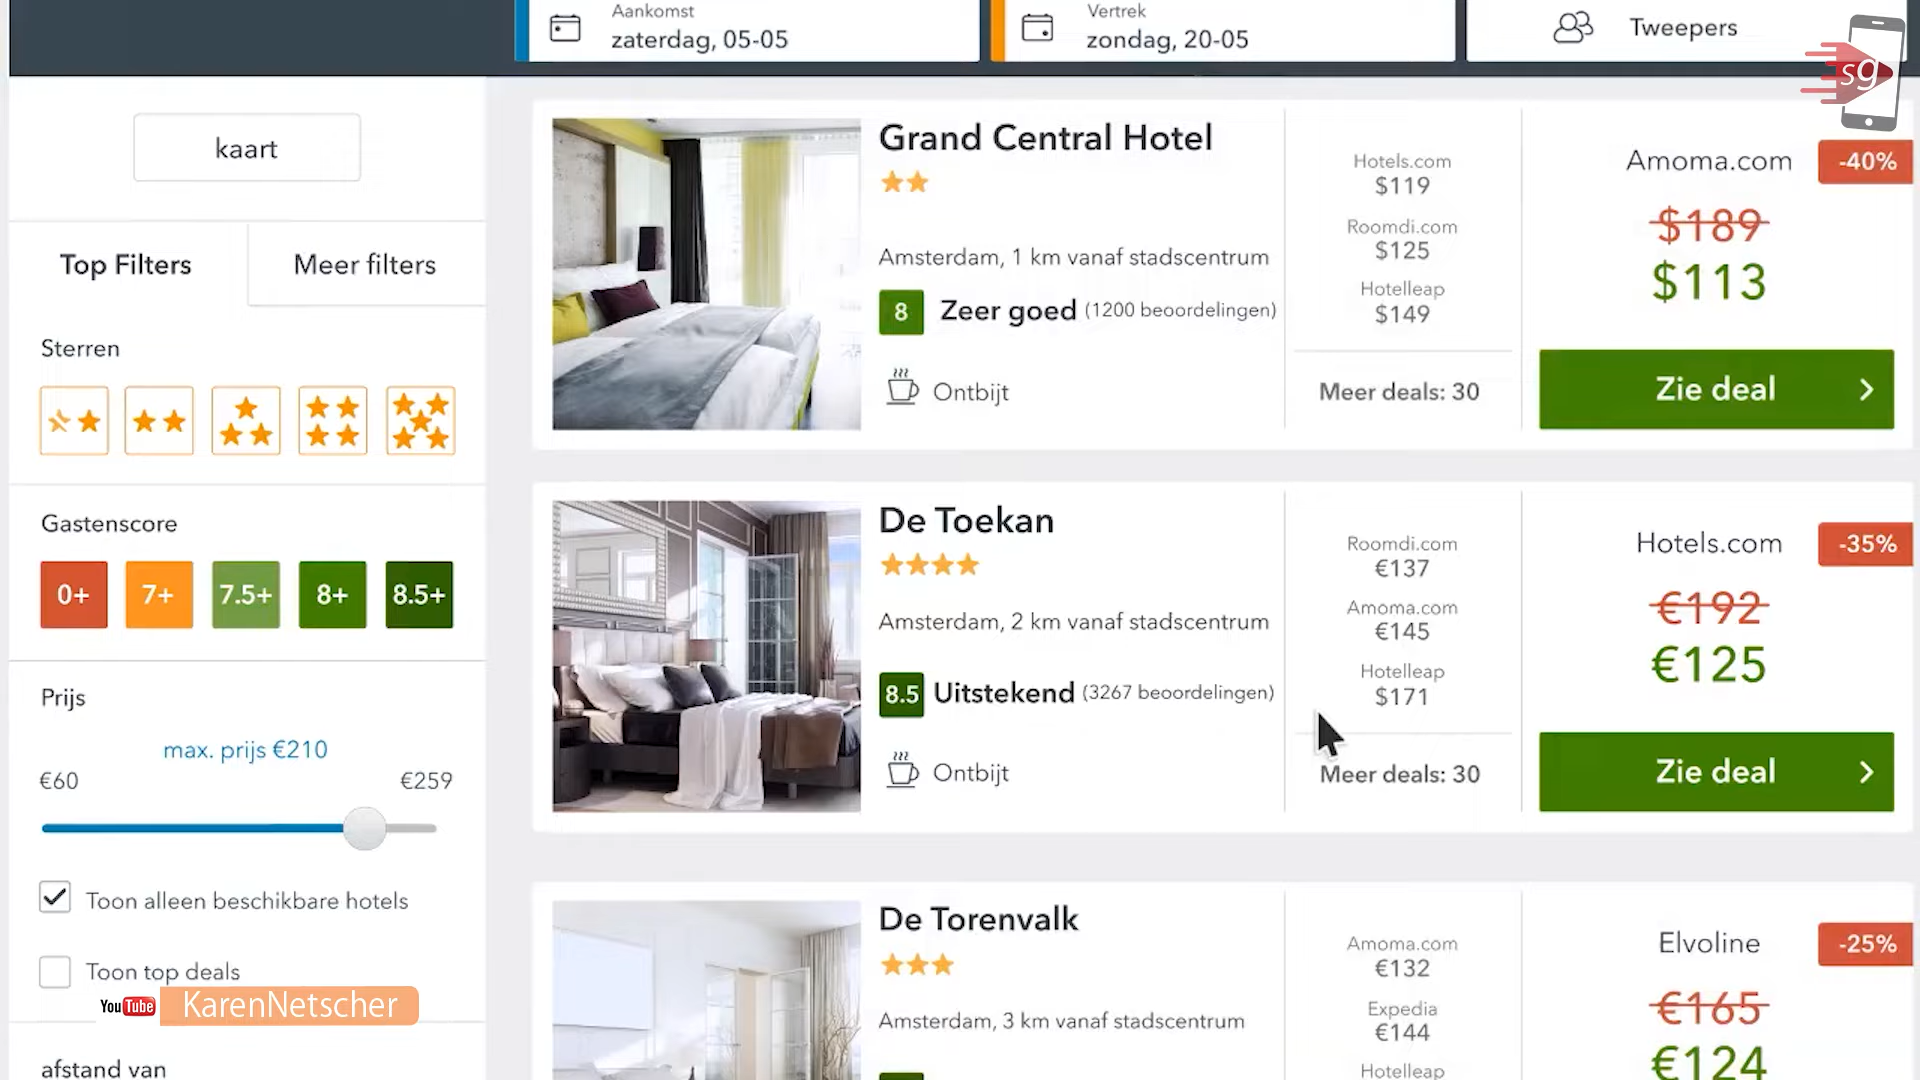 Aankomst
zaterdag, 05-05
Vertrek
zondag, 20-05
Tweepers
sg
kaart
Top Filters
Meer filters
Sterren
Gastenscore
0+ 7+ 7.5+ 8+ 8.5+
Prijs
max. prijs €210
€60 €259
Toon alleen beschikbare hotels
Toon top deals
YouTube KarenNetscher
afstand van
Grand Central Hotel
Amsterdam, 1 km vanaf stadscentrum
8 Zeer goed (1200 beoordelingen)
Ontbijt
Hotels.com
$119
Roomdi.com
$125
Hotelleap
$149
Meer deals: 30
Amoma.com -40%
$189
$113
Zie deal
De Toekan
Amsterdam, 2 km vanaf stadscentrum
8.5 Uitstekend (3267 beoordelingen)
Ontbijt
Roomdi.com
€137
Amoma.com
€145
Hotelleap
$171
Meer deals: 30
Hotels.com -35%
€192
€125
Zie deal
De Torenvalk
Amsterdam, 3 km vanaf stadscentrum
Amoma.com
€132
Expedia
€144
Hotelleap
Elvoline -25%
€165
€124